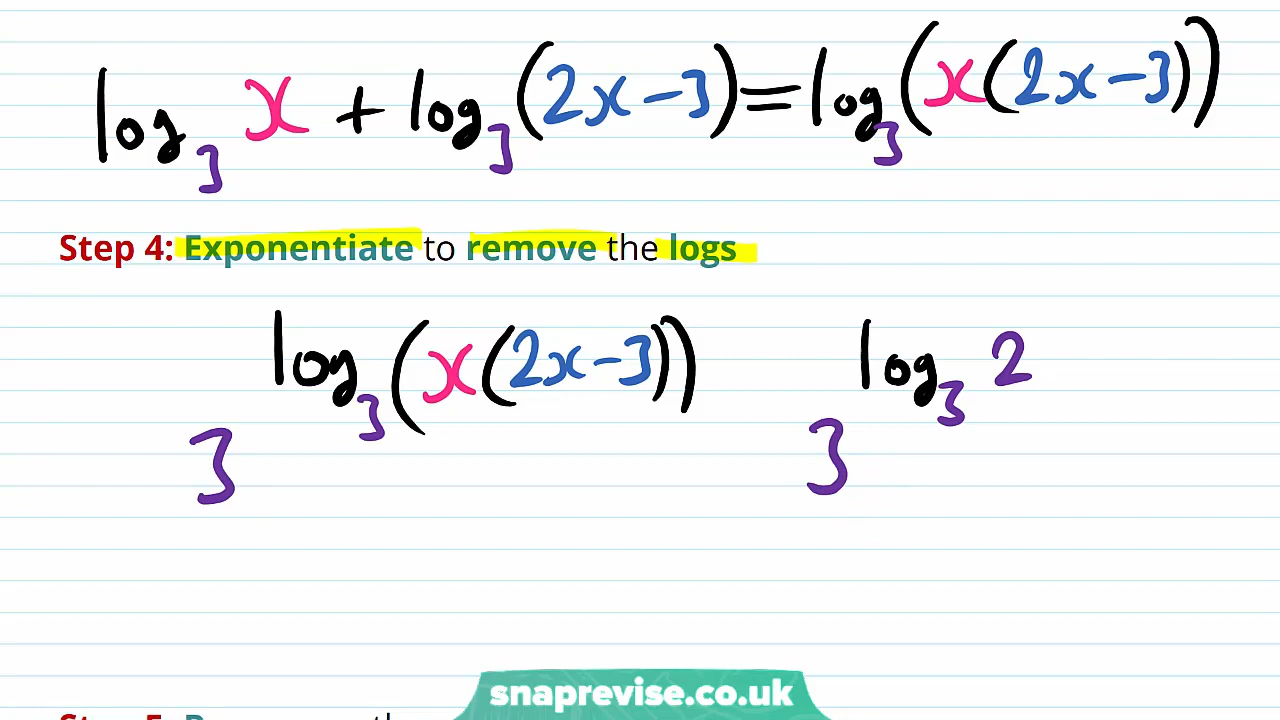 log₃ x + log₃(2x-3) = log₃(x(2x-3))
Step 4: Exponentiate to remove the logs
3^log₃(x(2x-3)) 3^log₃ 2
snaprevise.co.uk